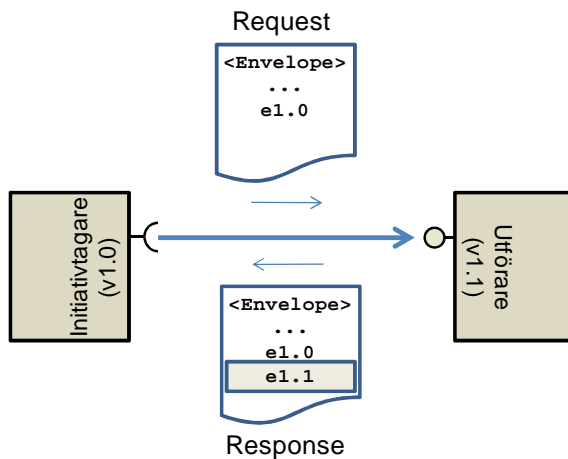 Request
<Envelope>
...
e1.0
Initiativtagare
(v1.0)
Utförare
(v1.1)
<Envelope>
...
e1.0
e1.1
Response